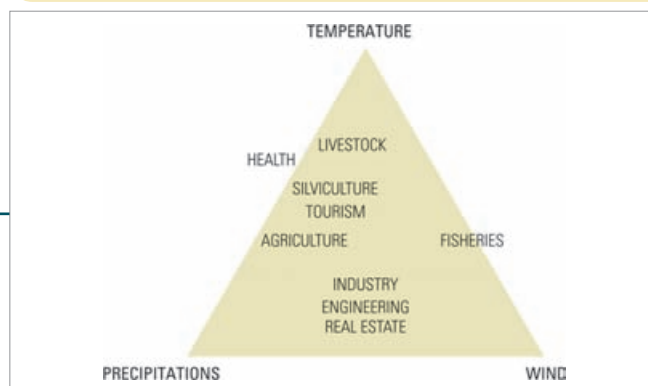 TEMPERATURE
LIVESTOCK
HEALTH
SILVICULTURE
TOURISM
AGRICULTURE FISHERIES
INDUSTRY
ENGINEERING
REAL ESTATE
PRECIPITATIONS WIND